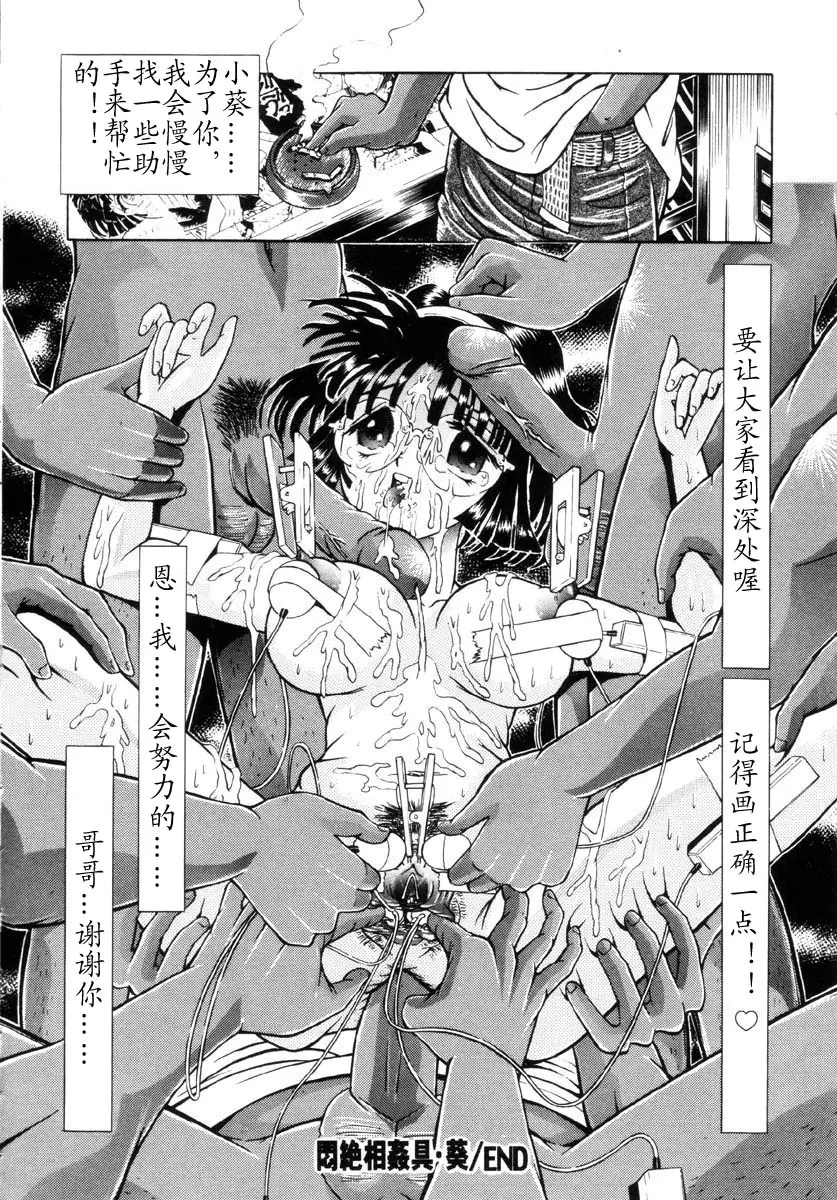 小葵……
为了你，
我会慢慢
找一些助
手来帮忙
的！！
要让大家看到深处喔
记得画正确一点！！♡
恩…我……会努力的……
哥哥…谢谢你……
悶絶相姦具・葵/END